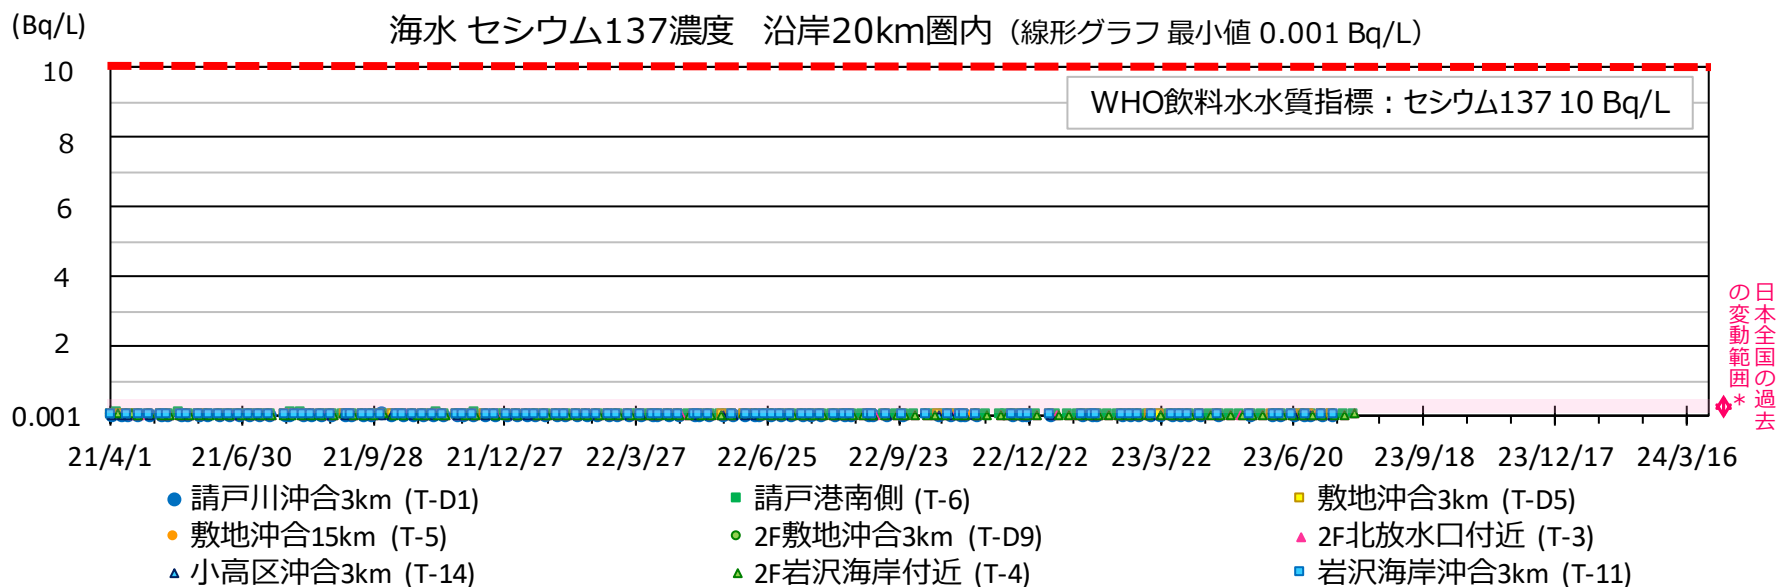 (Bq/L)
海水 セシウム137濃度 沿岸20km圏内（線形グラフ 最小値 0.001 Bq/L）
WHO飲料水水質指標：セシウム137 10 Bq/L
10
8
6
4
2
0.001
日本全国の過去
の変動範囲＊
21/4/1 21/6/30 21/9/28 21/12/27 22/3/27 22/6/25 22/9/23 22/12/22 23/3/22 23/6/20 23/9/18 23/12/17 24/3/16
請戸川沖合3km (T-D1) 請戸港南側 (T-6) 敷地沖合3km (T-D5)
敷地沖合15km (T-5) 2F敷地沖合3km (T-D9) 2F北放水口付近 (T-3)
小高区沖合3km (T-14) 2F岩沢海岸付近 (T-4) 岩沢海岸沖合3km (T-11)